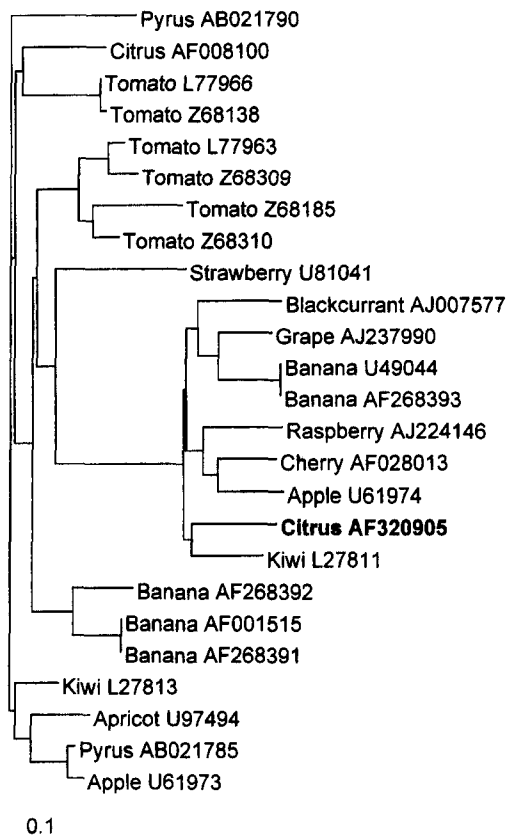 Pyrus AB021790
Citrus AF008100
Tomato L77966
Tomato Z68138
Tomato L77963
Tomato Z68309
Tomato Z68185
Tomato Z68310
Strawberry U81041
Blackcurrant AJ007577
Grape AJ237990
Banana U49044
Banana AF268393
Raspberry AJ224146
Cherry AF028013
Apple U61974
Citrus AF320905
Kiwi L27811
Banana AF268392
Banana AF001515
Banana AF268391
Kiwi L27813
Apricot U97494
Pyrus AB021785
Apple U61973
0.1